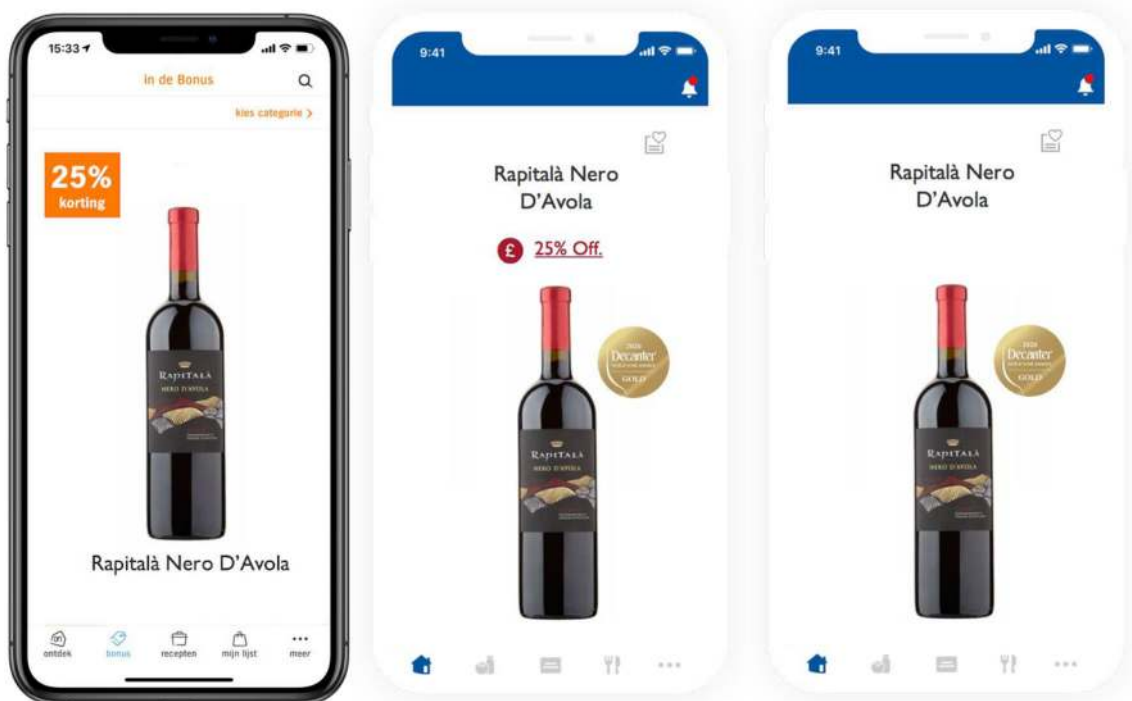 15:33
in de Bonus
kies categorie >
25%
korting
RAPITALÀ
NERO D'AVOLA
Rapitalà Nero D'Avola
ontdek
bonus
recepten
mijn lijst
meer
9:41
Rapitalà Nero
D'Avola
£ 25% Off.
2020
Decanter
GOLD
RAPITALÀ
NERO D'AVOLA
9:41
Rapitalà Nero
D'Avola
2020
Decanter
GOLD
RAPITALÀ
NERO D'AVOLA